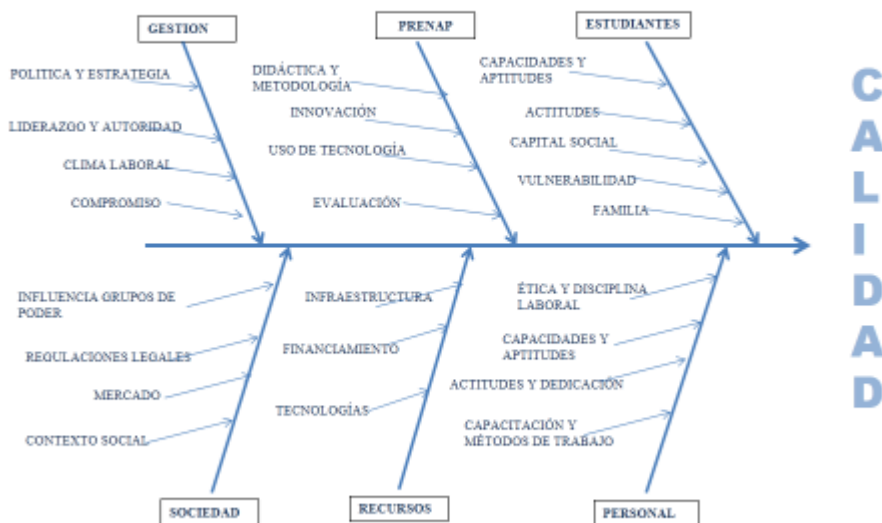 GESTION
PRENAP
ESTUDIANTES
POLITICA Y ESTRATEGIA
LIDERAZGO Y AUTORIDAD
CLIMA LABORAL
COMPROMISO
DIDÁCTICA Y
METODOLOGÍA
INNOVACIÓN
USO DE TECNOLOGÍA
EVALUACIÓN
CAPACIDADES Y
APTITUDES
ACTITUDES
CAPITAL SOCIAL
VULNERABILIDAD
FAMILIA
INFLUENCIA GRUPOS DE
PODER
REGULACIONES LEGALES
MERCADO
CONTEXTO SOCIAL
INFRAESTRUCTURA
FINANCIAMIENTO
TECNOLOGÍAS
ÉTICA Y DISCIPLINA
LABORAL
CAPACIDADES Y
APTITUDES
ACTITUDES Y DEDICACIÓN
CAPACITACIÓN Y
MÉTODOS DE TRABAJO
SOCIEDAD
RECURSOS
PERSONAL
CALIDAD